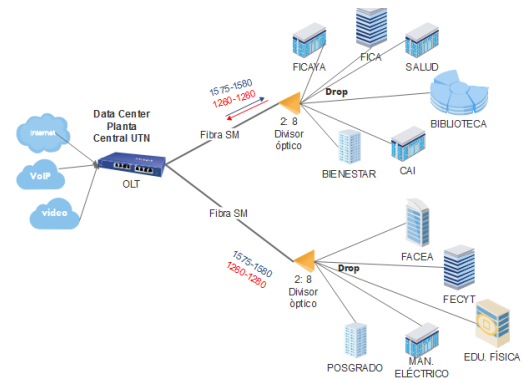 FICAYA
FICA
SALUD
1575-1580
1260-1280
Drop
Data Center
Planta
Central UTN
Internet
Fibra SM
2: 8
Divisor
óptico
BIBLIOTECA
VoIP
OLT
BIENESTAR
CAI
video
Fibra SM
FACEA
1575-1580
1260-1280
Drop
2: 8
Divisor
òptico
FECYT
POSGRADO
MAN.
ELÉCTRICO
EDU. FÍSICA